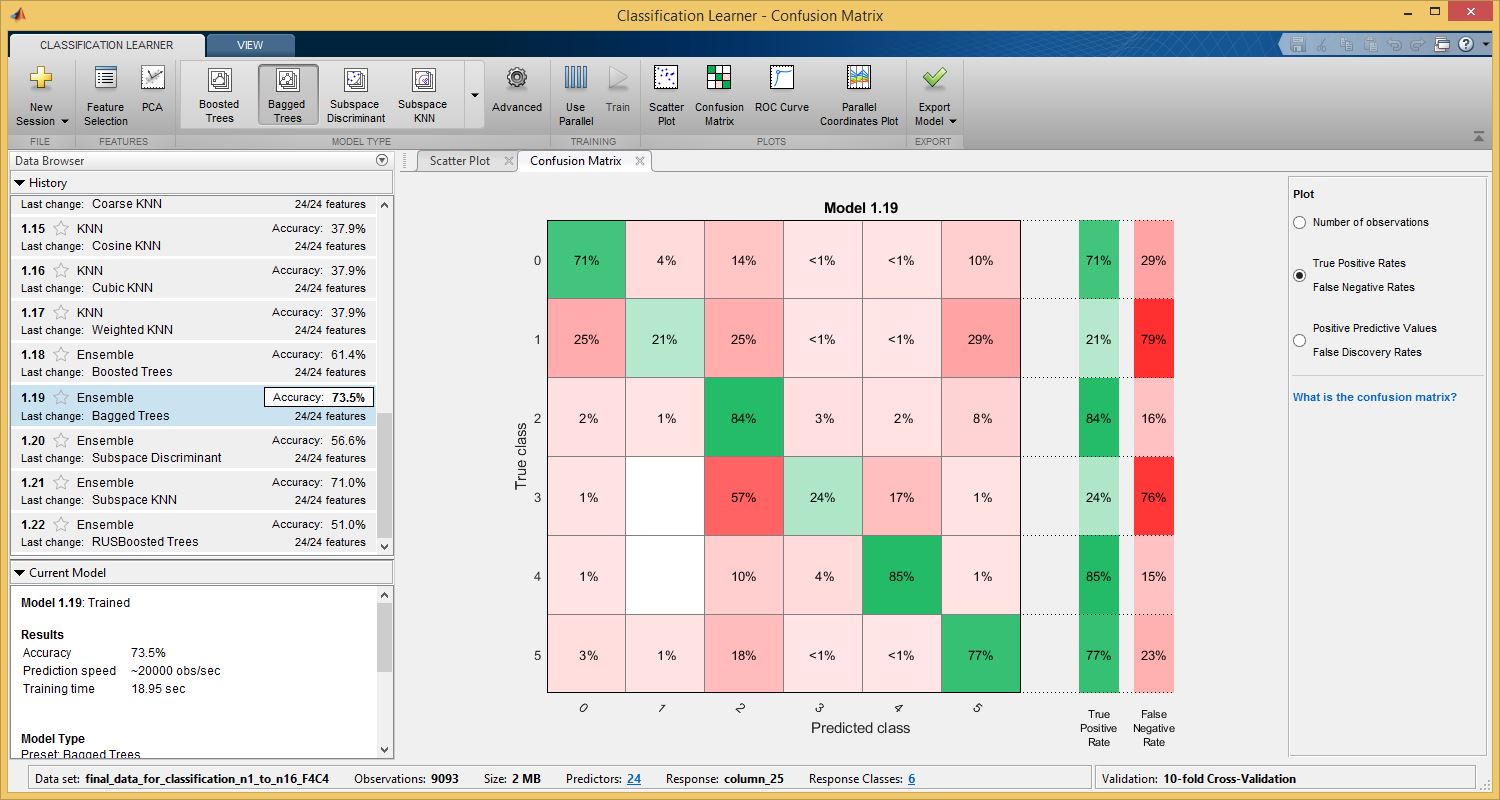 Classification Learner - Confusion Matrix
CLASSIFICATION LEARNER
VIEW
New Session
Feature Selection
PCA
Boosted Trees
Bagged Trees
Subspace Discriminant
Subspace KNN
Advanced
Use Parallel
Train
Scatter Plot
Confusion Matrix
ROC Curve
Parallel Coordinates Plot
Export Model
FILE
FEATURES
MODEL TYPE
TRAINING
PLOTS
EXPORT
Data Browser
History
Last change: Coarse KNN 24/24 features
1.15 KNN Accuracy: 37.9%
Last change: Cosine KNN 24/24 features
1.16 KNN Accuracy: 37.9%
Last change: Cubic KNN 24/24 features
1.17 KNN Accuracy: 37.9%
Last change: Weighted KNN 24/24 features
1.18 Ensemble Accuracy: 61.4%
Last change: Boosted Trees 24/24 features
1.19 Ensemble Accuracy: 73.5%
Last change: Bagged Trees 24/24 features
1.20 Ensemble Accuracy: 56.6%
Last change: Subspace Discriminant 24/24 features
1.21 Ensemble Accuracy: 71.0%
Last change: Subspace KNN 24/24 features
1.22 Ensemble Accuracy: 51.0%
Last change: RUSBoosted Trees 24/24 features
Current Model
Model 1.19: Trained
Results
Accuracy 73.5%
Prediction speed ~20000 obs/sec
Training time 18.95 sec
Model Type
Preset: Bagged Trees
Scatter Plot
Confusion Matrix
Model 1.19
True class
0 71% 4% 14% <1% <1% 10% 71% 29%
1 25% 21% 25% <1% <1% 29% 21% 79%
2 2% 1% 84% 3% 2% 8% 84% 16%
3 1% 57% 24% 17% 1% 24% 76%
4 1% 10% 4% 85% 1% 85% 15%
5 3% 1% 18% <1% <1% 77% 77% 23%
0 1 2 3 4 5
Predicted class
True Positive Rate
False Negative Rate
Plot
Number of observations
True Positive Rates
False Negative Rates
Positive Predictive Values
False Discovery Rates
What is the confusion matrix?
Data set: final_data_for_classification_n1_to_n16_F4C4 Observations: 9093 Size: 2 MB Predictors: 24 Response: column_25 Response Classes: 6
Validation: 10-fold Cross-Validation